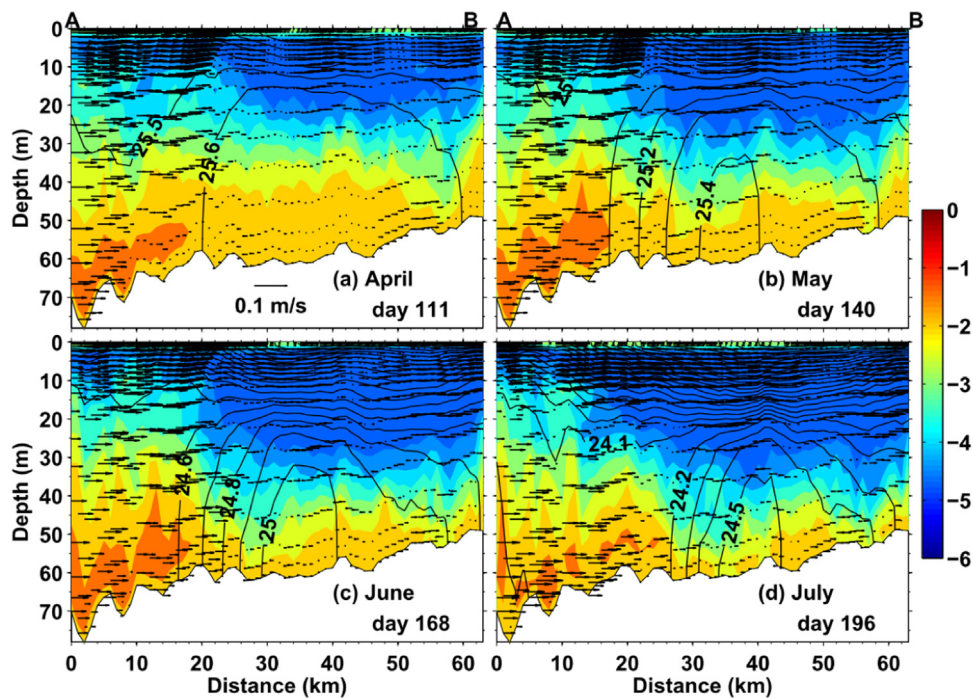 A B A B
0
10
20
30
40
50
60
70
Depth (m)
25.5
25.6
(a) April
0.1 m/s
day 111
25
25.2
25.4
(b) May
day 140
0
-1
-2
-3
-4
-5
-6
0
10
20
30
40
50
60
70
Depth (m)
24.6
24.8
25
(c) June
day 168
24.1
24.2
24.5
(d) July
day 196
0 10 20 30 40 50 60 0 10 20 30 40 50 60
Distance (km) Distance (km)